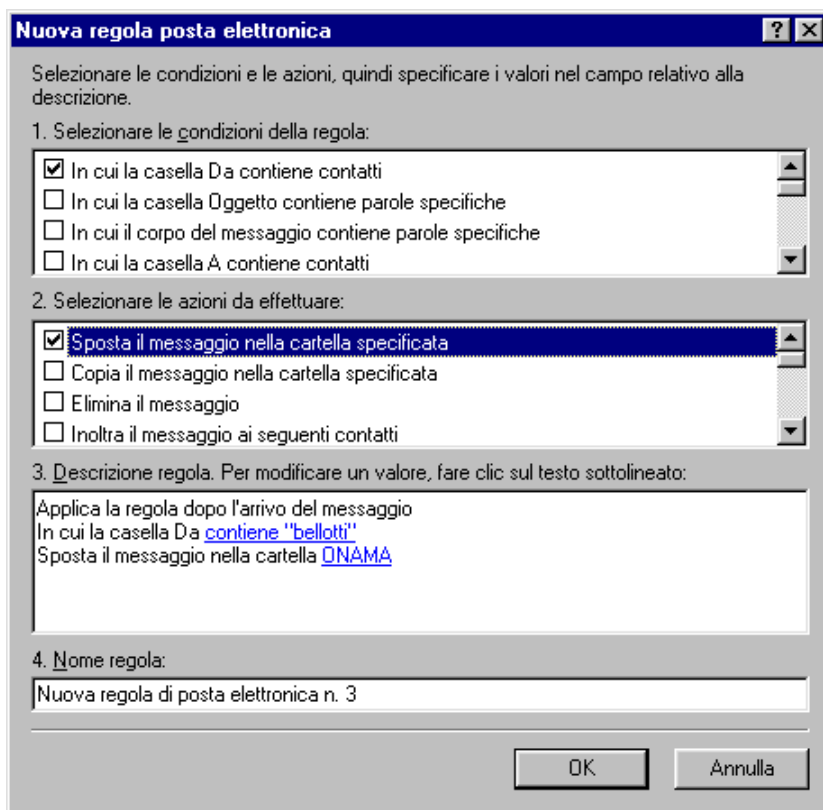 Nuova regola posta elettronica
Selezionare le condizioni e le azioni, quindi specificare i valori nel campo relativo alla
descrizione.
1. Selezionare le condizioni della regola:
In cui la casella Da contiene contatti
In cui la casella Oggetto contiene parole specifiche
In cui il corpo del messaggio contiene parole specifiche
In cui la casella A contiene contatti
2. Selezionare le azioni da effettuare:
Sposta il messaggio nella cartella specificata
Copia il messaggio nella cartella specificata
Elimina il messaggio
Inoltra il messaggio ai seguenti contatti
3. Descrizione regola. Per modificare un valore, fare clic sul testo sottolineato:
Applica la regola dopo l'arrivo del messaggio
In cui la casella Da contiene "bellotti"
Sposta il messaggio nella cartella ONAMA
4. Nome regola:
Nuova regola di posta elettronica n. 3
OK Annulla